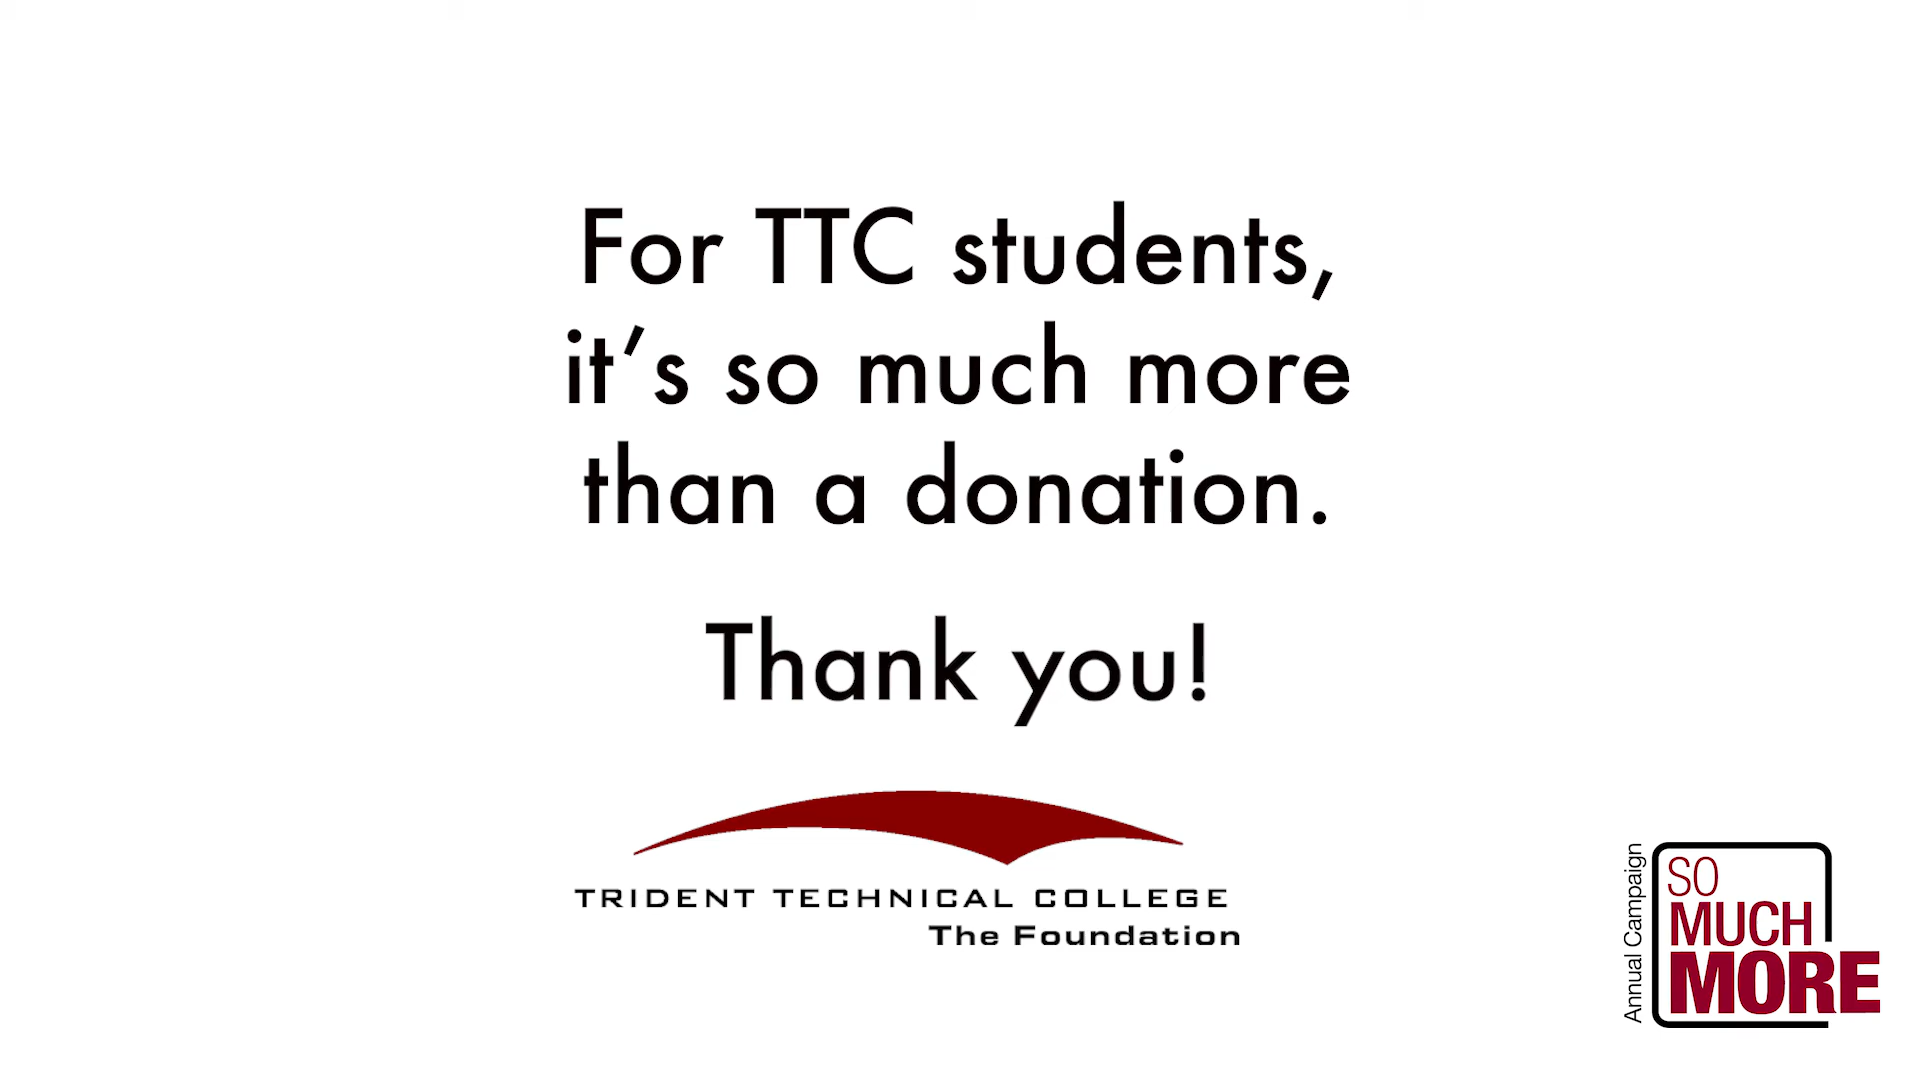 For TTC students,
it’s so much more
than a donation.
Thank you!
TRIDENT TECHNICAL COLLEGE
The Foundation
Annual Campaign
SO
MUCH
MORE